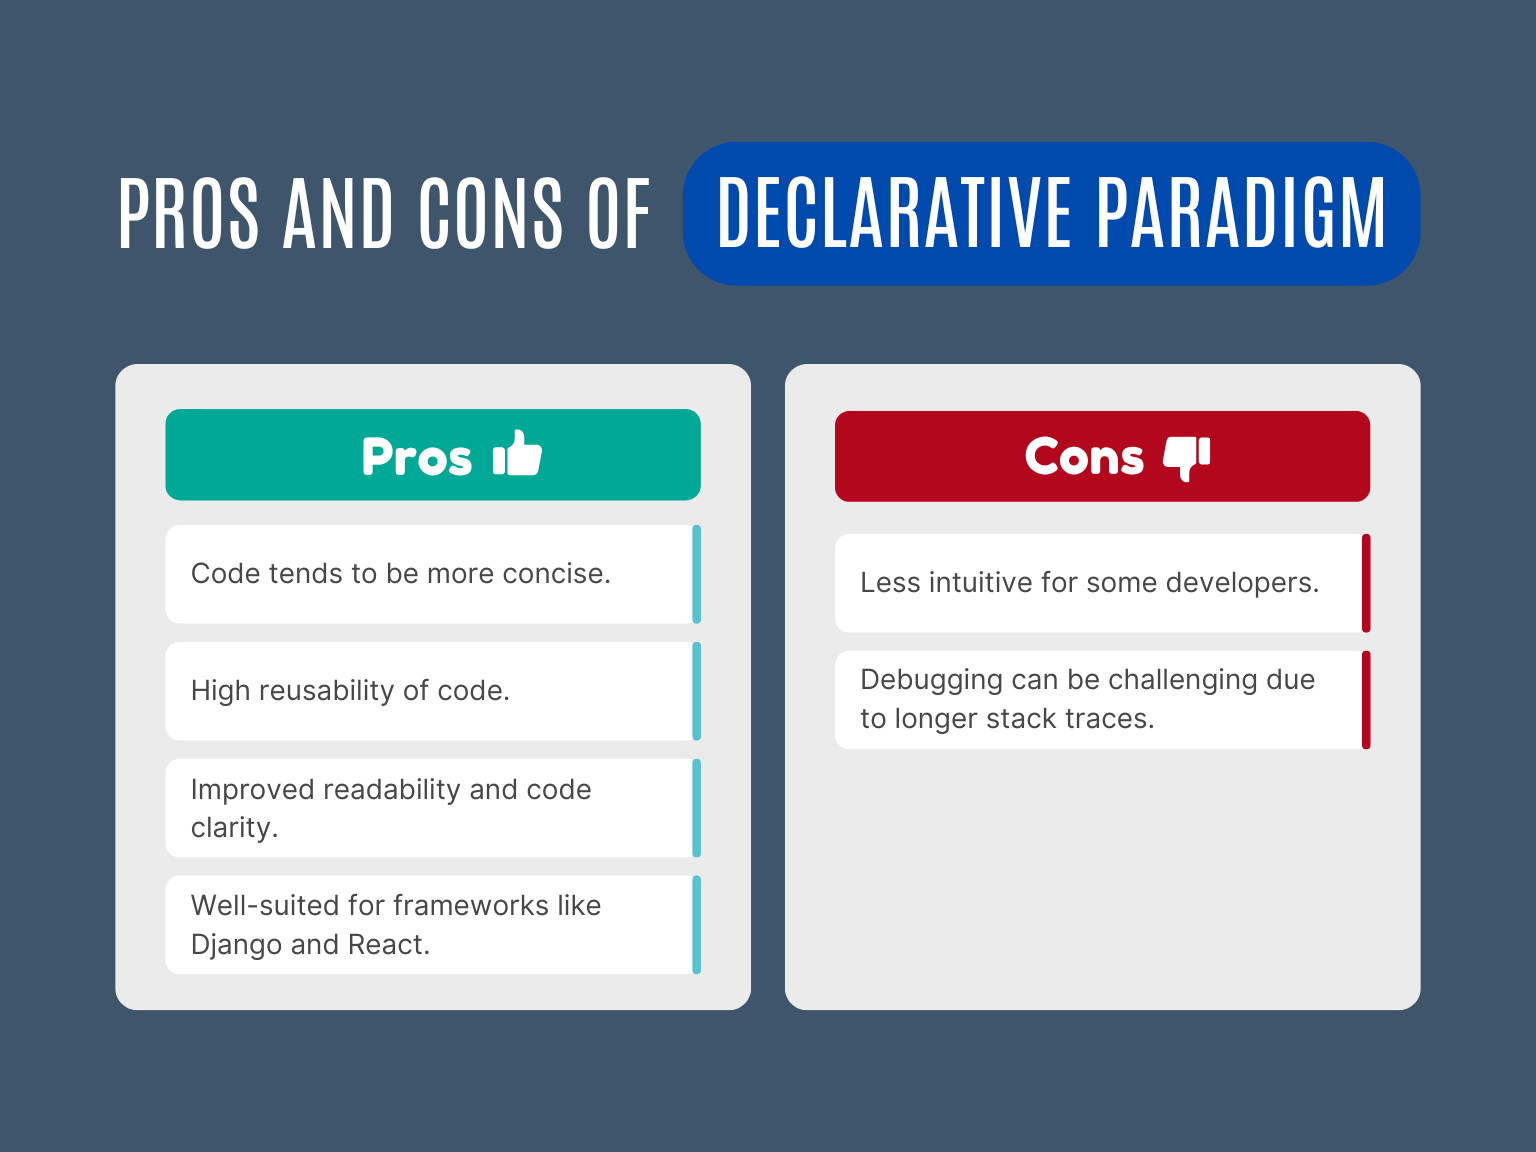 PROS AND CONS OF DECLARATIVE PARADIGM
Pros
Code tends to be more concise.
High reusability of code.
Improved readability and code
clarity.
Well-suited for frameworks like
Django and React.
Cons
Less intuitive for some developers.
Debugging can be challenging due
to longer stack traces.